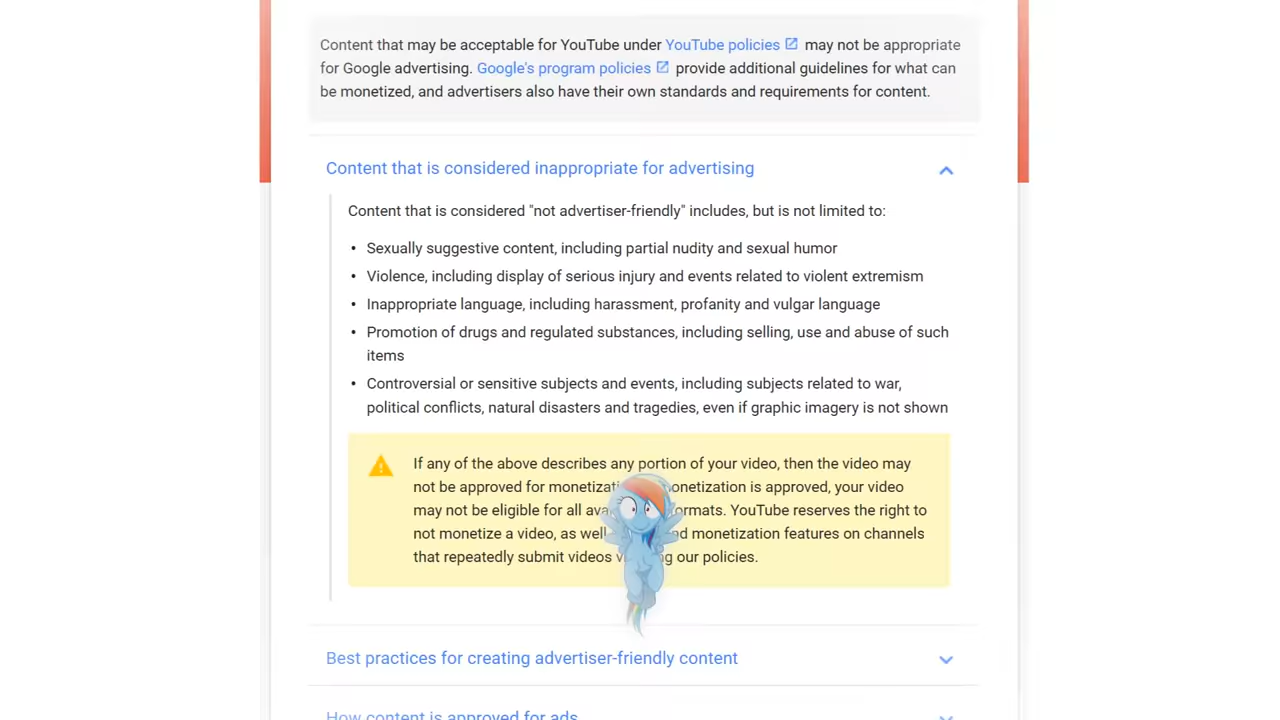 Content that may be acceptable for YouTube under YouTube policies may not be appropriate
for Google advertising. Google's program policies provide additional guidelines for what can
be monetized, and advertisers also have their own standards and requirements for content.
Content that is considered inappropriate for advertising
Content that is considered "not advertiser-friendly" includes, but is not limited to:
• Sexually suggestive content, including partial nudity and sexual humor
• Violence, including display of serious injury and events related to violent extremism
• Inappropriate language, including harassment, profanity and vulgar language
• Promotion of drugs and regulated substances, including selling, use and abuse of such
items
• Controversial or sensitive subjects and events, including subjects related to war,
political conflicts, natural disasters and tragedies, even if graphic imagery is not shown
If any of the above describes any portion of your video, then the video may
not be approved for monetization is approved, your video
may not be eligible for all formats. YouTube reserves the right to
not monetize a video, as well monetization features on channels
that repeatedly submit videos our policies.
Best practices for creating advertiser-friendly content
How content is approved for ads